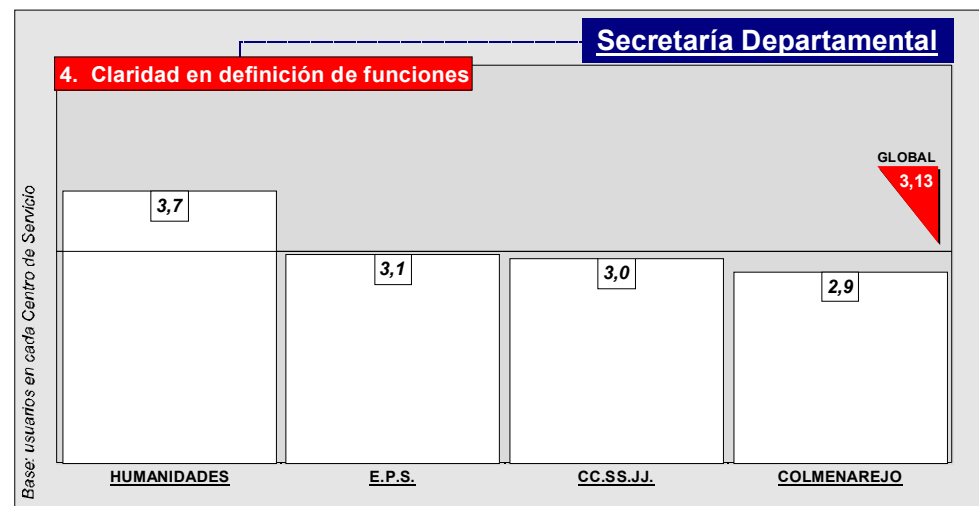 Secretaría Departamental
4. Claridad en definición de funciones
GLOBAL
3,13
3,7
3,1
3,0
2,9
Base: usuarios en cada Centro de Servicio
HUMANIDADES
E.P.S.
CC.SS.JJ.
COLMENAREJO